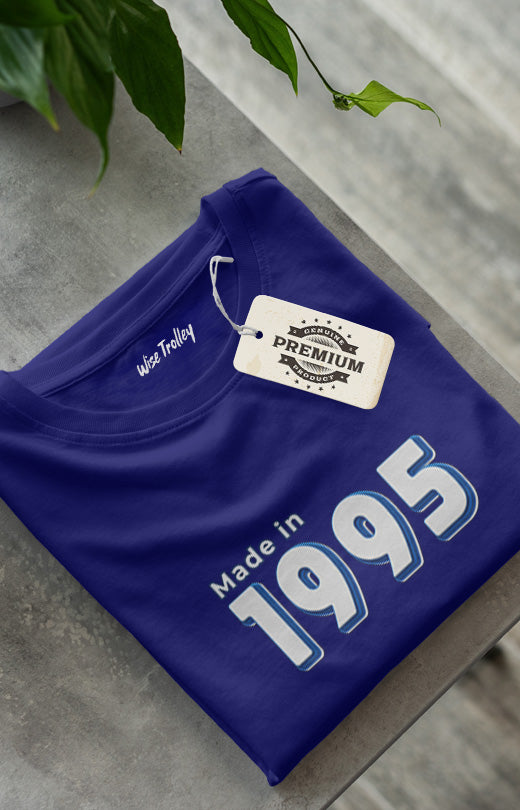 Wise Trolley
GENUINE
PREMIUM
PRODUCT
Made in
1995